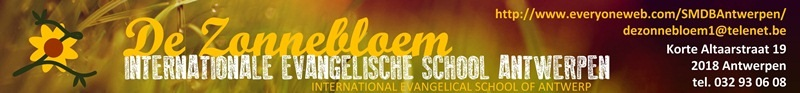 De Zonnebloem
INTERNATIONALE EVANGELISCHE SCHOOL ANTWERPEN
INTERNATIONAL EVANGELICAL SCHOOL OF ANTWERP
http://www.everyoneweb.com/SMDBAntwerpen/
dezonnebloem1@telenet.be
Korte Altaarstraat 19
2018 Antwerpen
tel. 032 93 06 08